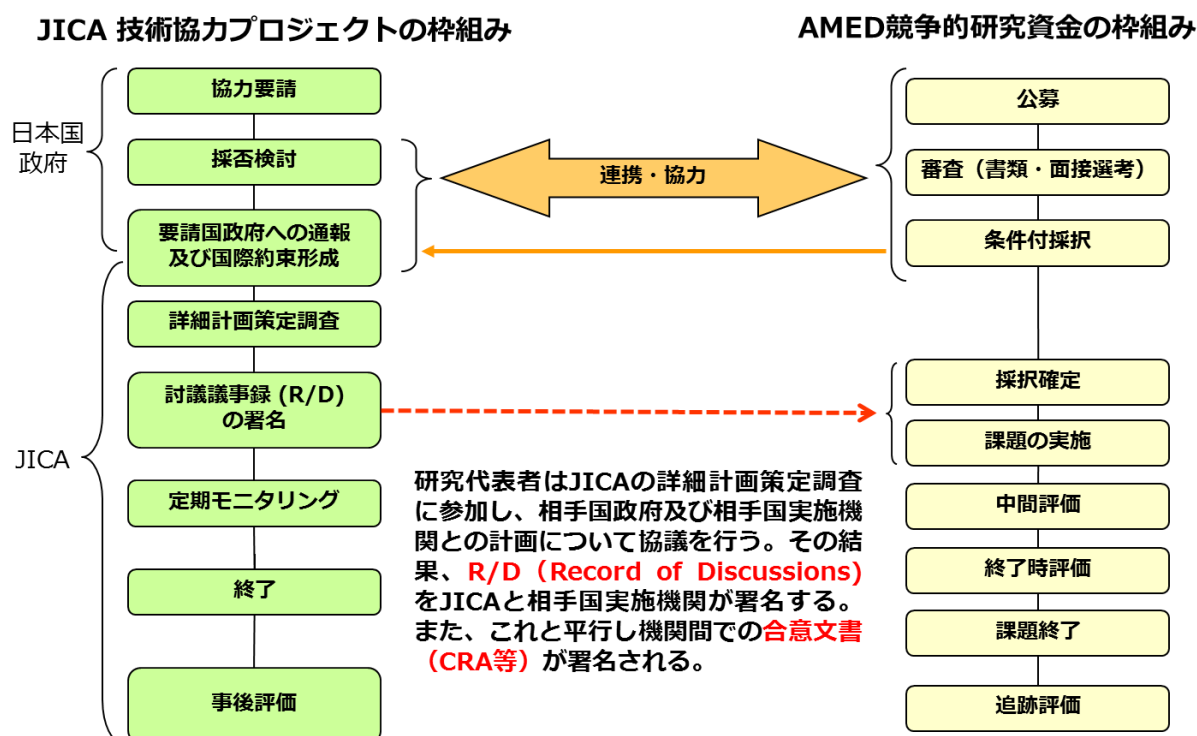 JICA 技術協力プロジェクトの枠組み
AMED競争的研究資金の枠組み
日本国
政府
JICA
協力要請
採否検討
要請国政府への通報
及び国際約束形成
詳細計画策定調査
討議議事録 (R/D)
の署名
定期モニタリング
終了
事後評価
連携・協力
研究代表者はJICAの詳細計画策定調査
に参加し、相手国政府及び相手国実施機
関との計画について協議を行う。その結
果、R/D（Record of Discussions)
をJICAと相手国実施機関が署名する。
また、これと平行し機関間での合意文書
（CRA等）が署名される。
公募
審査（書類・面接選考）
条件付採択
採択確定
課題の実施
中間評価
終了時評価
課題終了
追跡評価